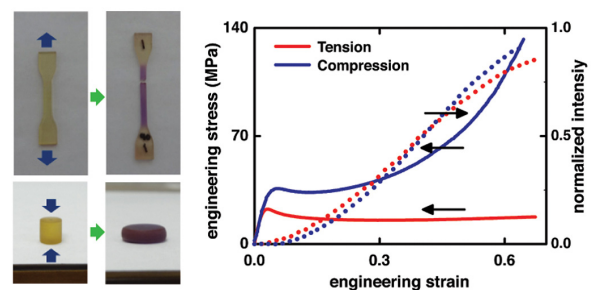 140
70
0
engineering stress (MPa)
Tension
Compression
1.0
0.5
0.0
normalized intensity
0.0
0.3
0.6
engineering strain